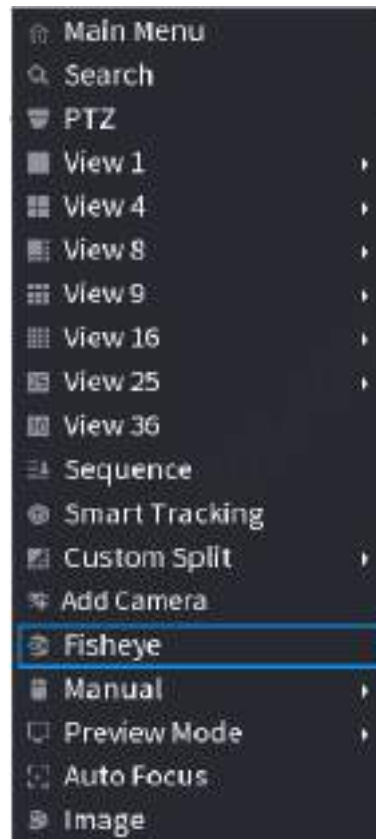 Main Menu
Search
PTZ
View 1
View 4
View 8
View 9
View 16
View 25
View 36
Sequence
Smart Tracking
Custom Split
Add Camera
Fisheye
Manual
Preview Mode
Auto Focus
Image